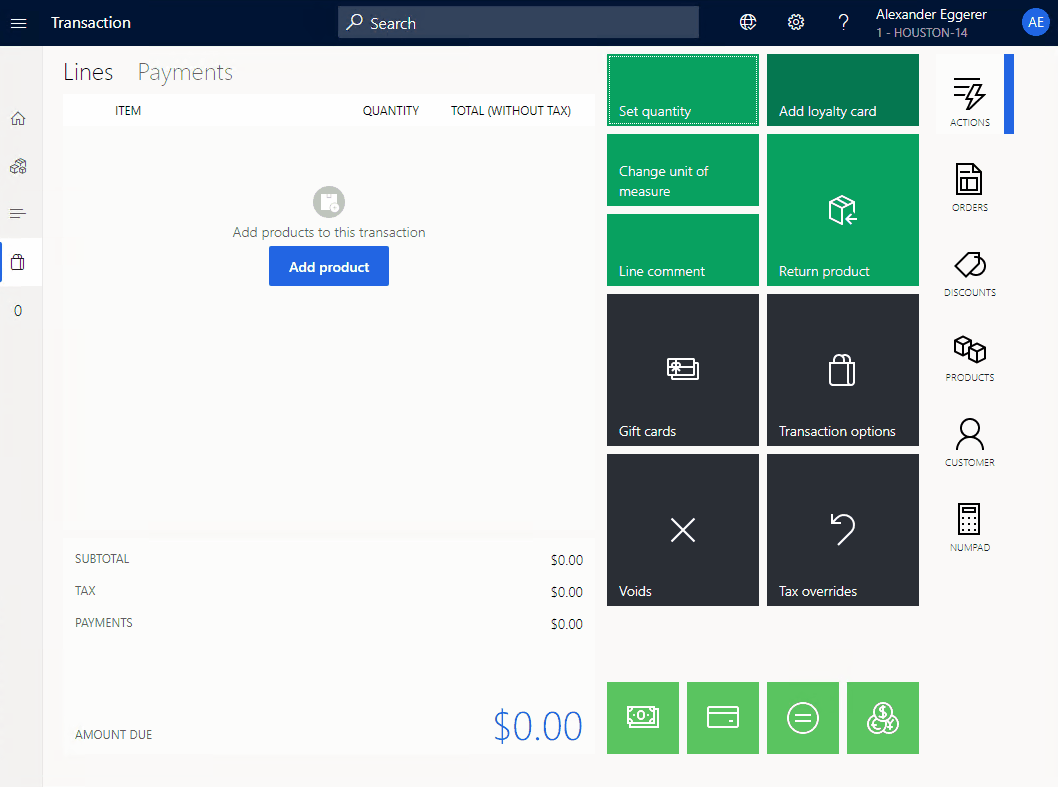 Transaction
Search
?
Alexander Eggerer
1 - HOUSTON-14
AE
Lines Payments
ITEM QUANTITY TOTAL (WITHOUT TAX)
Add products to this transaction
Add product
0
SUBTOTAL $0.00
TAX $0.00
PAYMENTS $0.00
AMOUNT DUE $0.00
Set quantity
Add loyalty card
Change unit of
measure
Line comment
Return product
Gift cards
Transaction options
Voids
Tax overrides
ACTIONS
ORDERS
DISCOUNTS
PRODUCTS
CUSTOMER
NUMPAD